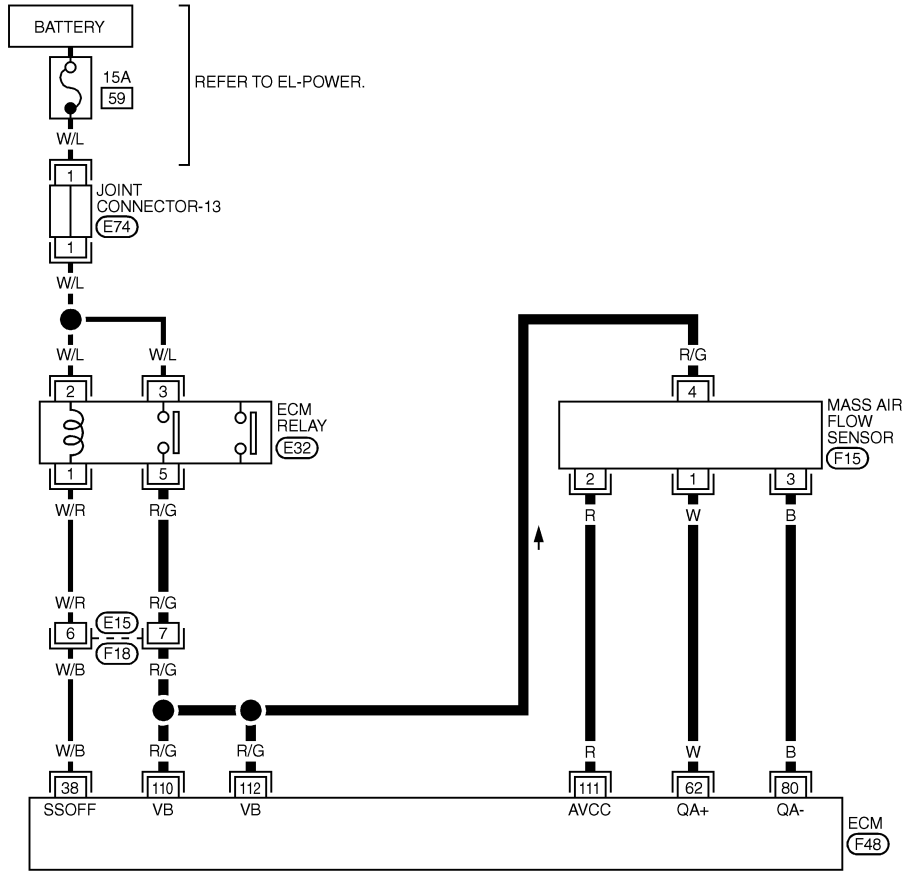 BATTERY
15A
59
REFER TO EL-POWER.
W/L
1
JOINT
CONNECTOR-13
E74
1
W/L
W/L
W/L
R/G
2
3
4
ECM
RELAY
E32
MASS AIR
FLOW
SENSOR
F15
1
5
2
1
3
W/R
R/G
R
W
B
W/R
R/G
E15
6
7
F18
W/B
R/G
W/B
R/G
R/G
R
W
B
38
110
112
111
62
80
SSOFF
VB
VB
AVCC
QA+
QA-
ECM
F48